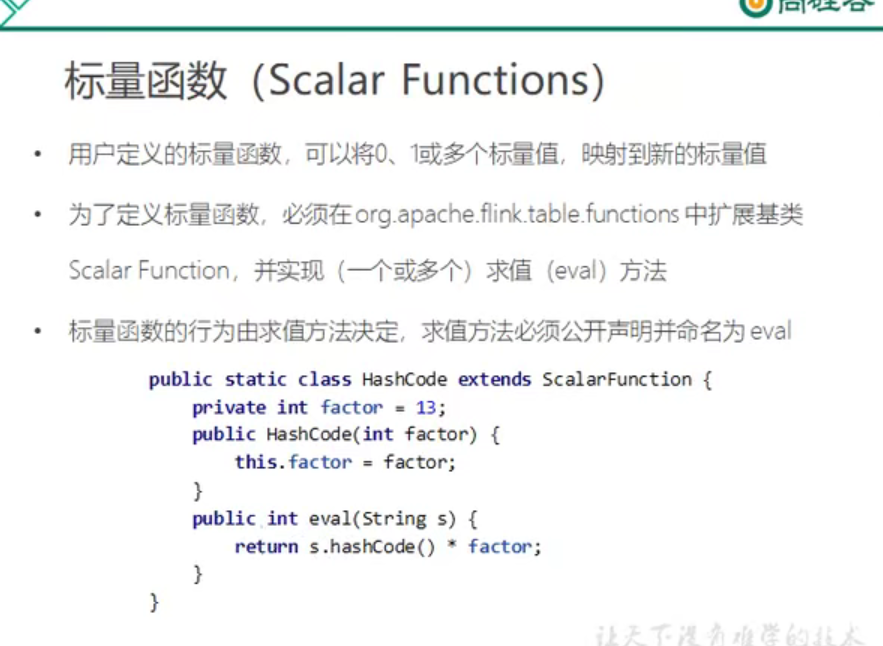 尚硅谷
标量函数（Scalar Functions）
• 用户定义的标量函数，可以将0、1或多个标量值，映射到新的标量值
• 为了定义标量函数，必须在org.apache.flink.table.functions 中扩展基类
Scalar Function，并实现（一个或多个）求值（eval）方法
• 标量函数的行为由求值方法决定，求值方法必须公开声明并命名为 eval
public static class HashCode extends ScalarFunction {
private int factor = 13;
public HashCode(int factor) {
this.factor = factor;
}
public int eval(String s) {
return s.hashCode() * factor;
}
}
让天下没有难学的技术